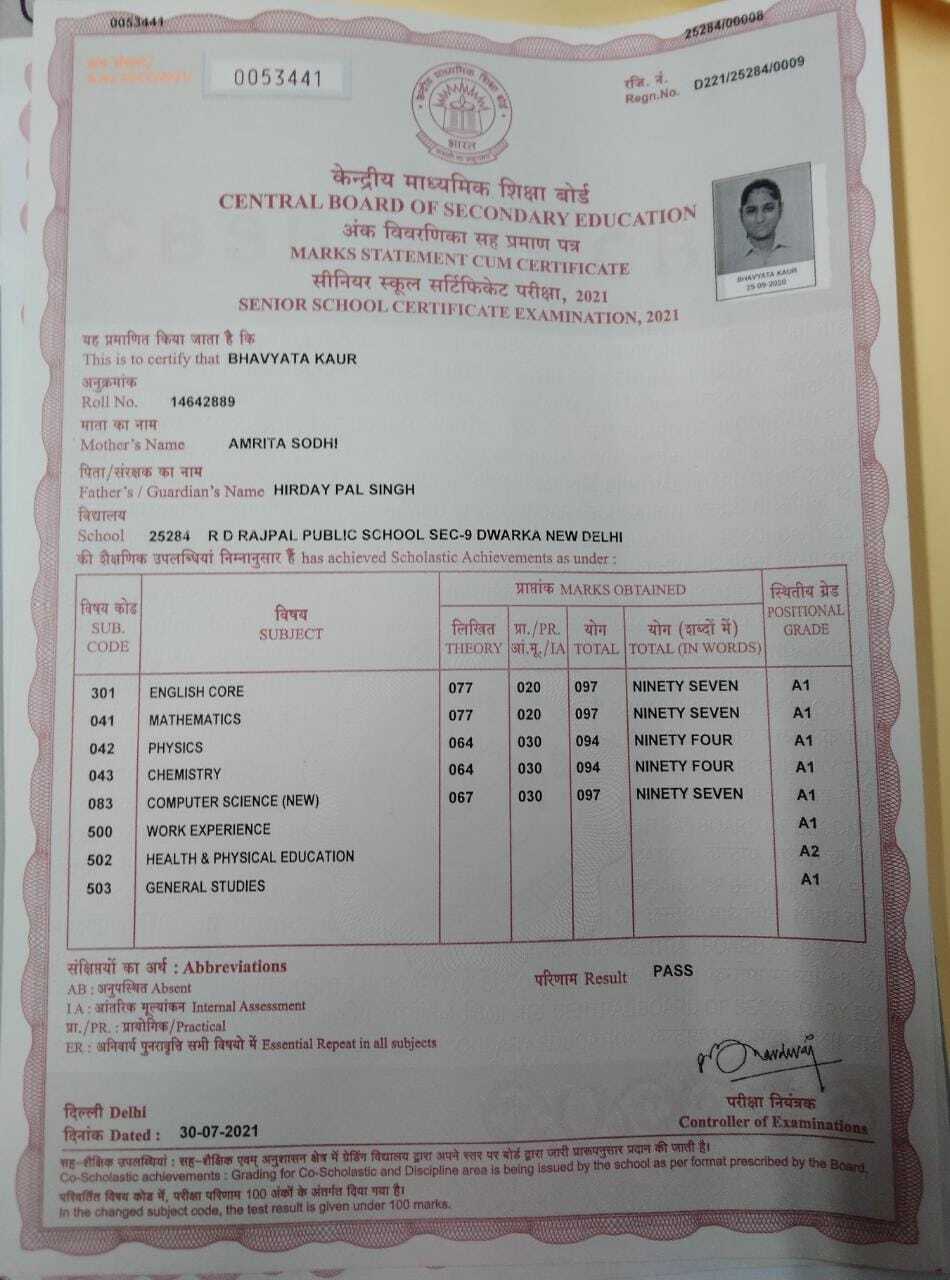 0053441
25284/00008
0053441
रजि. नं.
Regn.No. D221/25284/0009
केन्द्रीय माध्यमिक शिक्षा बोर्ड
भारत
केन्द्रीय माध्यमिक शिक्षा बोर्ड
CENTRAL BOARD OF SECONDARY EDUCATION
अंक विवरणिका सह प्रमाण पत्र
MARKS STATEMENT CUM CERTIFICATE
सीनियर स्कूल सर्टिफिकेट परीक्षा, 2021
SENIOR SCHOOL CERTIFICATE EXAMINATION, 2021
BHAVYATA KAUR
25-09-2020
यह प्रमाणित किया जाता है कि
This is to certify that BHAVYATA KAUR
अनुक्रमांक
Roll No. 14642889
माता का नाम
Mother's Name AMRITA SODHI
पिता/संरक्षक का नाम
Father's / Guardian's Name HIRDAY PAL SINGH
विद्यालय
School 25284 R D RAJPAL PUBLIC SCHOOL SEC-9 DWARKA NEW DELHI
की शैक्षणिक उपलब्धियां निम्नानुसार हैं has achieved Scholastic Achievements as under :
विषय कोड SUB. CODE
विषय SUBJECT
प्राप्तांक MARKS OBTAINED
स्थितीय ग्रेड POSITIONAL GRADE
लिखित THEORY
प्रा./PR. आं.मू./IA
योग TOTAL
योग (शब्दों में) TOTAL (IN WORDS)
301 ENGLISH CORE 077 020 097 NINETY SEVEN A1
041 MATHEMATICS 077 020 097 NINETY SEVEN A1
042 PHYSICS 064 030 094 NINETY FOUR A1
043 CHEMISTRY 064 030 094 NINETY FOUR A1
083 COMPUTER SCIENCE (NEW) 067 030 097 NINETY SEVEN A1
500 WORK EXPERIENCE A1
502 HEALTH & PHYSICAL EDUCATION A2
503 GENERAL STUDIES A1
संक्षिप्तियों का अर्थ : Abbreviations
AB : अनुपस्थित Absent
I A : आंतरिक मूल्यांकन Internal Assessment
प्रा./PR. : प्रायोगिक/Practical
ER : अनिवार्य पुनरावृत्ति सभी विषयो में Essential Repeat in all subjects
परिणाम Result PASS
दिल्ली Delhi
दिनांक Dated : 30-07-2021
परीक्षा नियंत्रक
Controller of Examinations
सह-शैक्षिक उपलब्धियां : सह-शैक्षिक एवम् अनुशासन क्षेत्र में ग्रेडिंग विद्यालय द्वारा अपने स्तर पर बोर्ड द्वारा जारी प्रारूपनुसार प्रदान की जाती है।
Co-Scholastic achievements : Grading for Co-Scholastic and Discipline area is being issued by the school as per format prescribed by the Board.
परिवर्तित विषय कोड में, परीक्षा परिणाम 100 अंकों के अंतर्गत दिया गया है।
In the changed subject code, the test result is given under 100 marks.